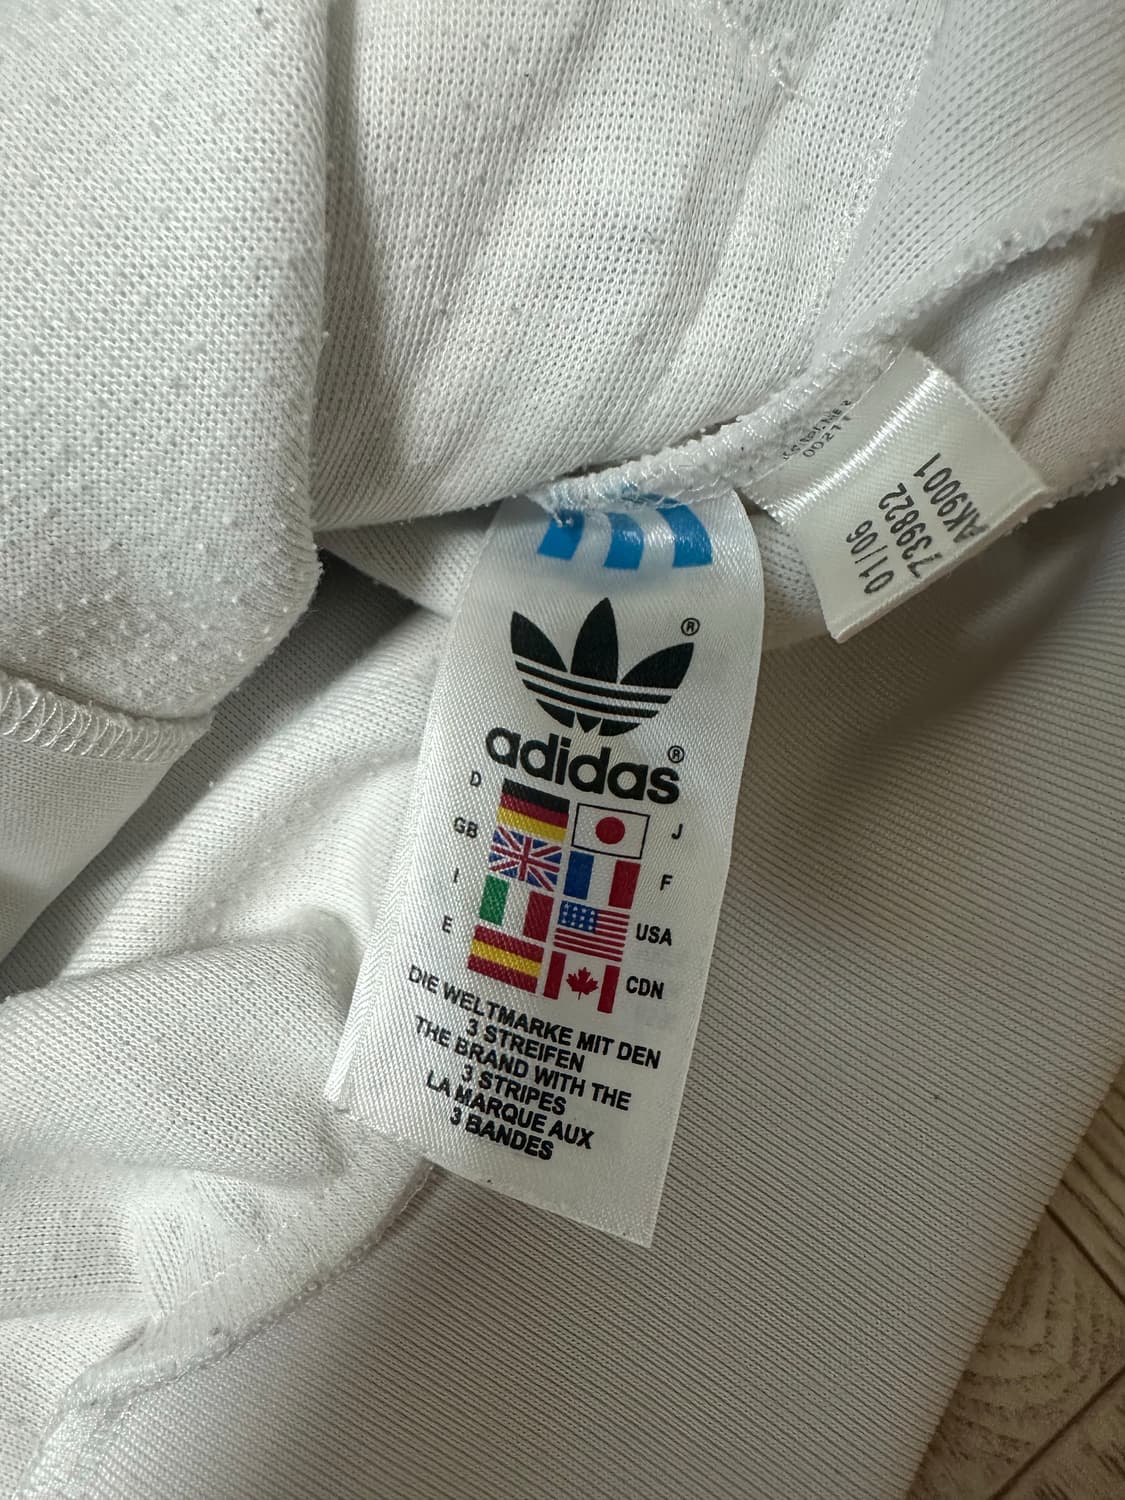 ®
adidas®
D
J
GB
F
I
USA
E
CDN
DIE WELTMARKE MIT DEN
3 STREIFEN
THE BRAND WITH THE
3 STRIPES
LA MARQUE AUX
3 BANDES
01/06
739822
AK9001